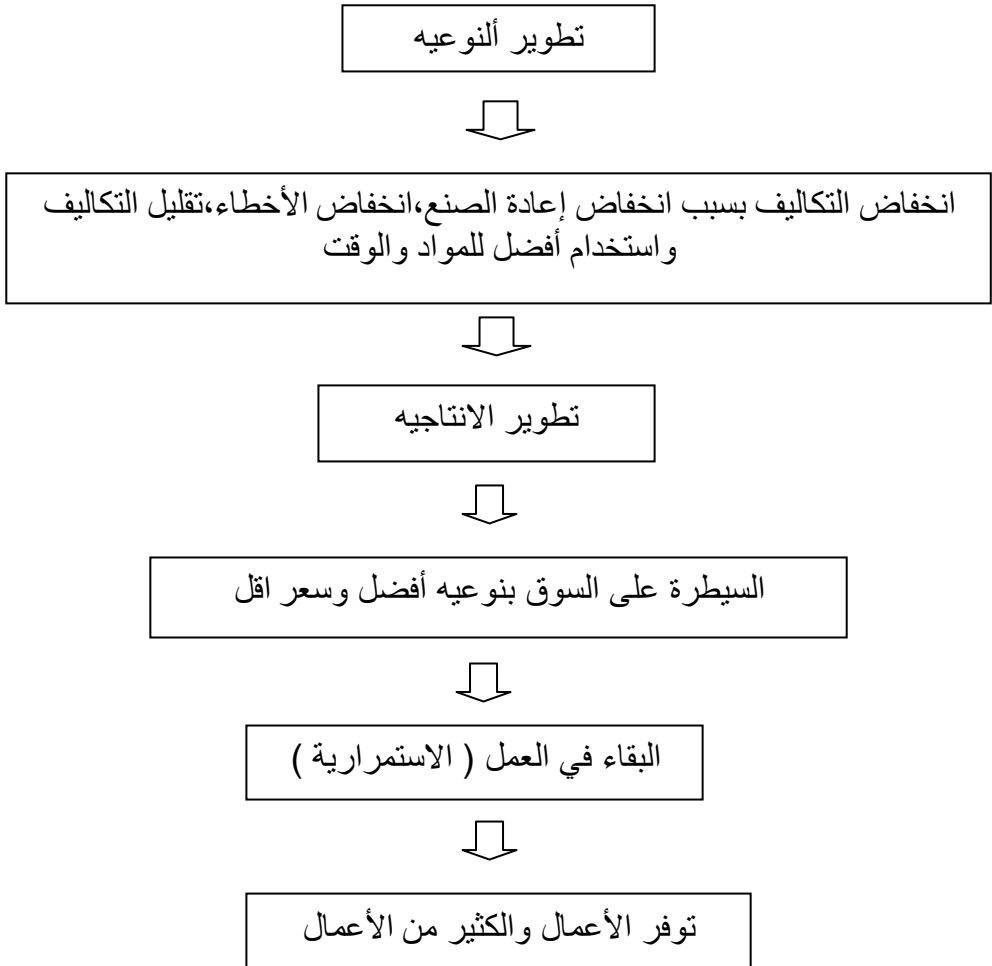 تطوير ألنوعيه
انخفاض التكاليف بسبب انخفاض إعادة الصنع،انخفاض الأخطاء،تقليل التكاليف
واستخدام أفضل للمواد والوقت
تطوير الانتاجيه
السيطرة على السوق بنوعيه أفضل وسعر اقل
البقاء في العمل ( الاستمرارية )
توفر الأعمال والكثير من الأعمال